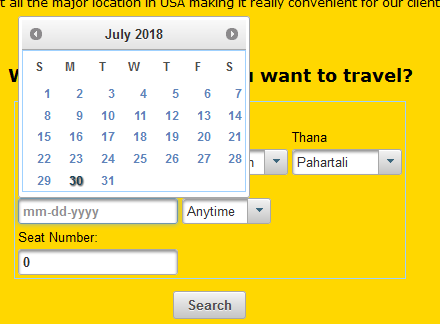 t all the major location in USA making it really convenient for our client
W u want to travel?
July 2018
S M T W T F S
1 2 3 4 5 6 7
8 9 10 11 12 13 14
15 16 17 18 19 20 21
22 23 24 25 26 27 28
29 30 31
Thana
n Pahartali
mm-dd-yyyy Anytime
Seat Number:
0
Search